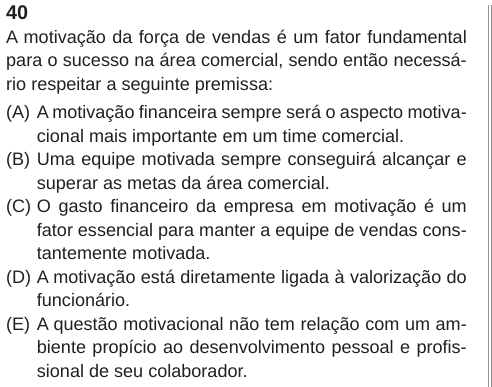 40
A motivação da força de vendas é um fator fundamental
para o sucesso na área comercial, sendo então necessá-
rio respeitar a seguinte premissa:
(A) A motivação financeira sempre será o aspecto motiva-
cional mais importante em um time comercial.
(B) Uma equipe motivada sempre conseguirá alcançar e
superar as metas da área comercial.
(C) O gasto financeiro da empresa em motivação é um
fator essencial para manter a equipe de vendas cons-
tantemente motivada.
(D) A motivação está diretamente ligada à valorização do
funcionário.
(E) A questão motivacional não tem relação com um am-
biente propício ao desenvolvimento pessoal e profis-
sional de seu colaborador.